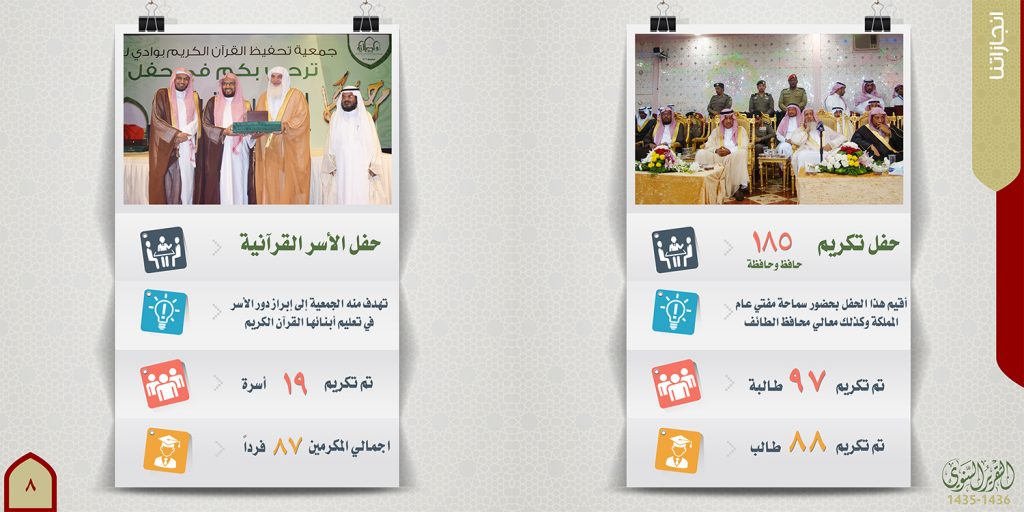 انجازاتنا
حفل تكريم ١٨٥
حافظ وحافظة
أقيم هذا الحفل بحضور سماحة مفتي عام
المملكة وكذلك معالي محافظ الطائف
تم تكريم ٩٧ طالبة
تم تكريم ٨٨ طالب
جمعية تحفيظ القرآن الكريم بوادي
ترحب بكم في حفل
حفل الأسر القرآنية
تهدف منه الجمعية إلى إبراز دور الأسر
في تعليم أبنائها القرآن الكريم
تم تكريم ١٩ أسرة
اجمالي المكرمين ٨٧ فرداً
التقرير السنوي
1435-1436
٨